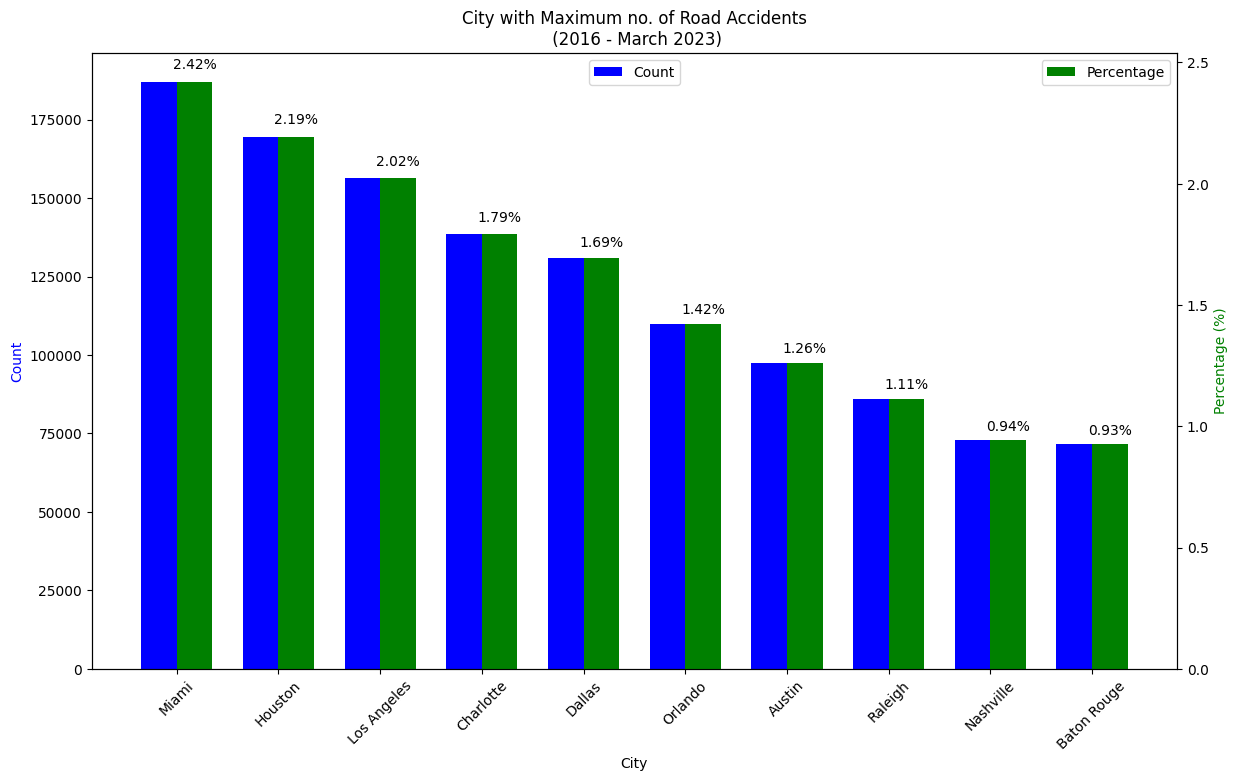 City with Maximum no. of Road Accidents
(2016 - March 2023)
Count
Percentage
2.42%
2.19%
2.02%
1.79%
1.69%
1.42%
1.26%
1.11%
0.94%
0.93%
175000
150000
125000
100000
75000
50000
25000
0
Count
2.5
2.0
1.5
1.0
0.5
0.0
Percentage (%)
Miami
Houston
Los Angeles
Charlotte
Dallas
Orlando
Austin
Raleigh
Nashville
Baton Rouge
City